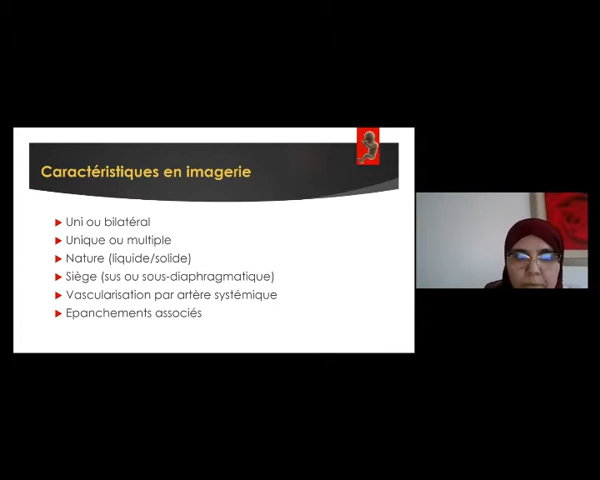 Caractéristiques en imagerie
Uni ou bilatéral
Unique ou multiple
Nature (liquide/solide)
Siège (sus ou sous-diaphragmatique)
Vascularisation par artère systémique
Epanchements associés